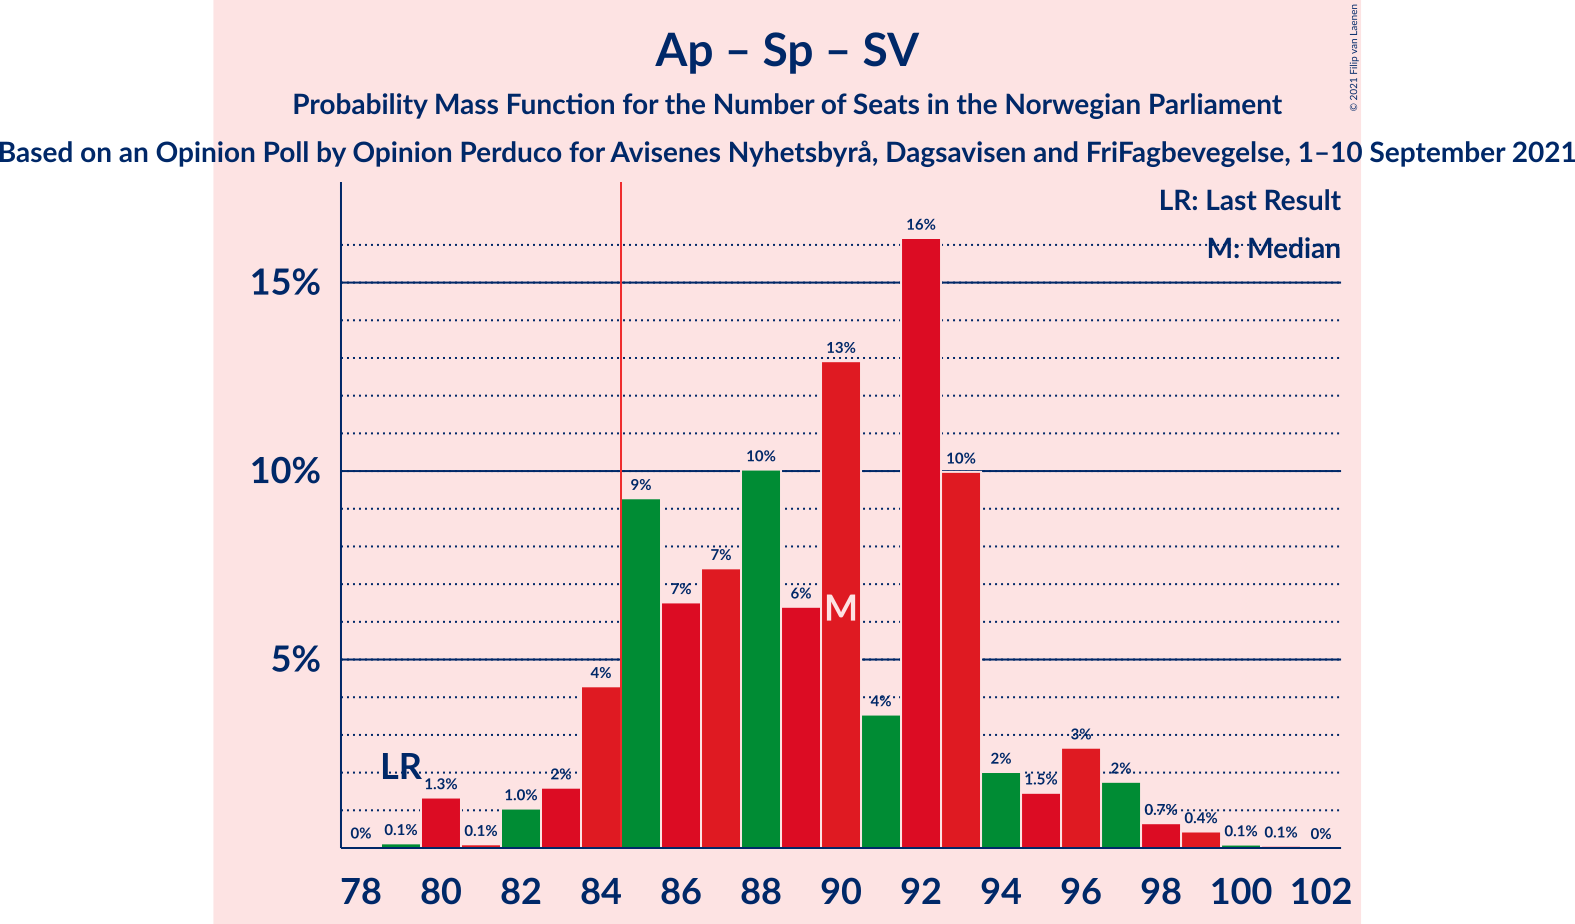 Ap – Sp – SV
Probability Mass Function for the Number of Seats in the Norwegian Parliament
Based on an Opinion Poll by Opinion Perduco for Avisenes Nyhetsbyrå, Dagsavisen and FriFagbevegelse, 1–10 September 2021
© 2021 Filip van Laenen
LR: Last Result
M: Median
15%
10%
5%
LR
M
0% 0.1% 1.3% 0.1% 1.0% 2% 4% 9% 7% 7% 10% 6% 13% 4% 16% 10% 2% 1.5% 3% 2% 0.7% 0.4% 0.1% 0.1% 0%
78 80 82 84 86 88 90 92 94 96 98 100 102